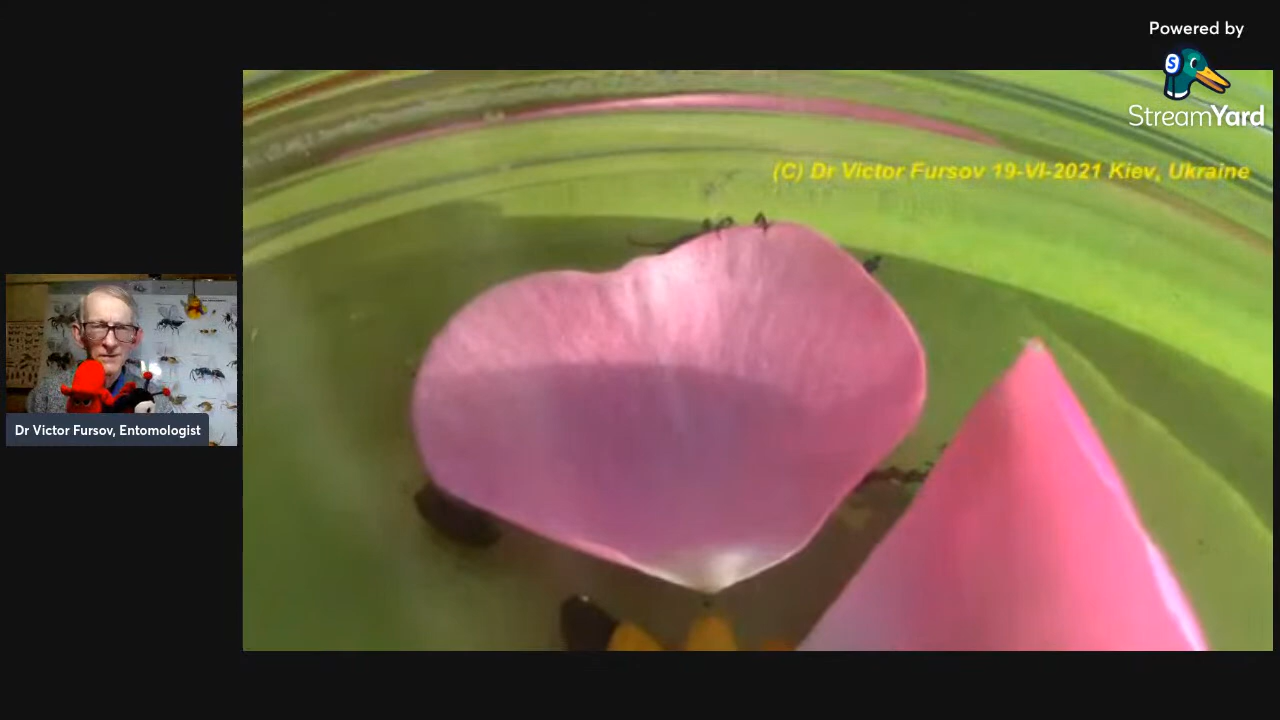 Powered by
S
StreamYard
(C) Dr Victor Fursov 19-VI-2021 Kiev, Ukraine
Dr Victor Fursov, Entomologist